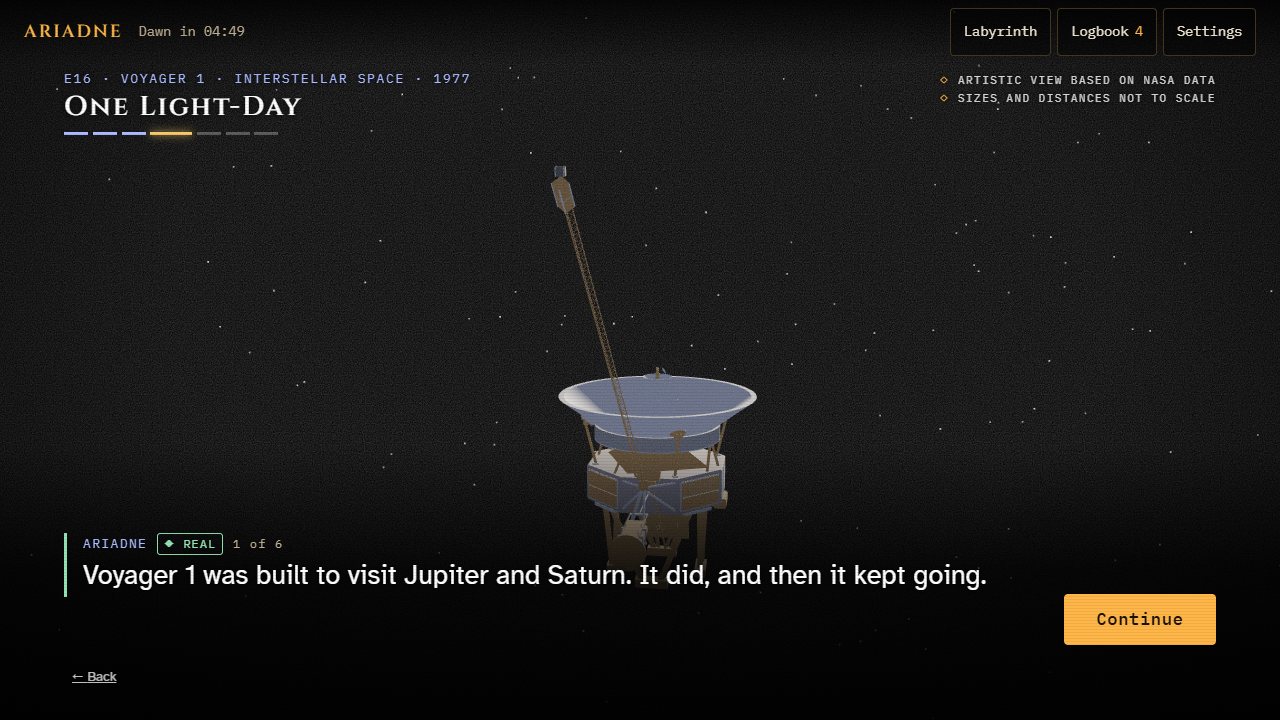 ARIADNE Dawn in 04:49 Labyrinth Logbook 4 Settings
E16 · VOYAGER 1 · INTERSTELLAR SPACE · 1977
One Light-Day
◇ ARTISTIC VIEW BASED ON NASA DATA
◇ SIZES AND DISTANCES NOT TO SCALE
ARIADNE ◆ REAL 1 of 6
Voyager 1 was built to visit Jupiter and Saturn. It did, and then it kept going.
Continue
← Back